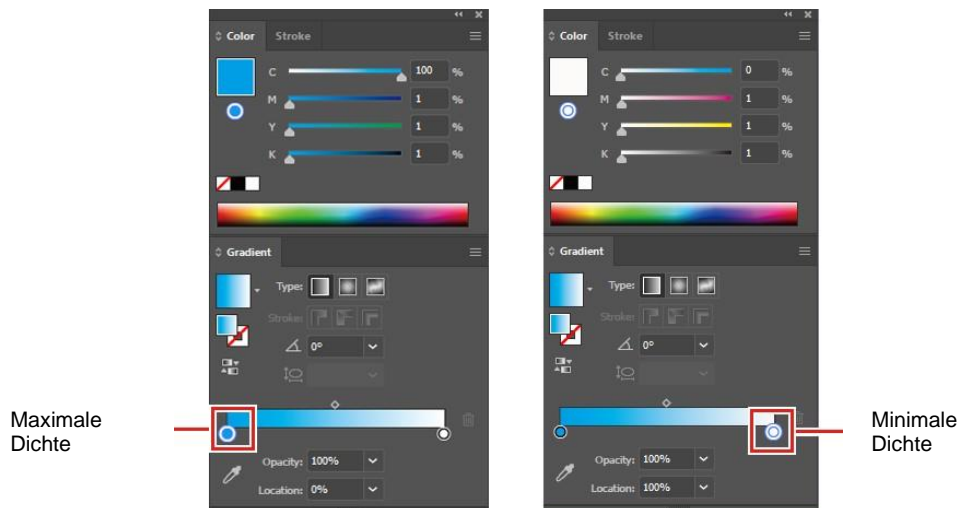 Color Stroke
C 100 %
M 1 %
Y 1 %
K 1 %
Gradient
Type:
Stroke:
0°
Opacity: 100%
Location: 0%
Maximale
Dichte
Color Stroke
C 0 %
M 1 %
Y 1 %
K 1 %
Gradient
Type:
Stroke:
0°
Opacity: 100%
Location: 100%
Minimale
Dichte